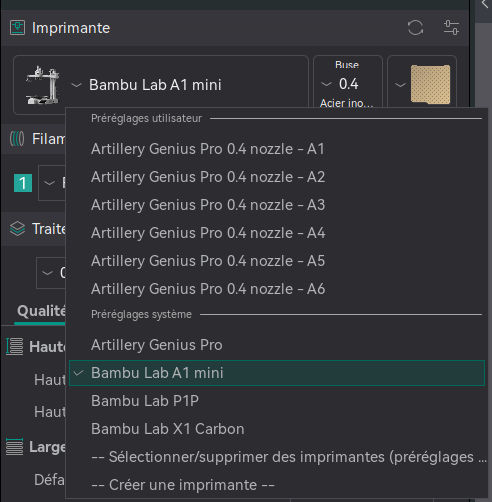 Imprimante
Buse
Bambu Lab A1 mini
0.4
Acier ino...
Préréglages utilisateur
Filam
Artillery Genius Pro 0.4 nozzle - A1
1
Artillery Genius Pro 0.4 nozzle - A2
Artillery Genius Pro 0.4 nozzle - A3
Traite
Artillery Genius Pro 0.4 nozzle - A4
Artillery Genius Pro 0.4 nozzle - A5
Artillery Genius Pro 0.4 nozzle - A6
Qualité
Préréglages système
Haute
Artillery Genius Pro
Haut
Bambu Lab A1 mini
Bambu Lab P1P
Haut
Bambu Lab X1 Carbon
Large
-- Sélectionner/supprimer des imprimantes (préréglages ...
Défa
-- Créer une imprimante --